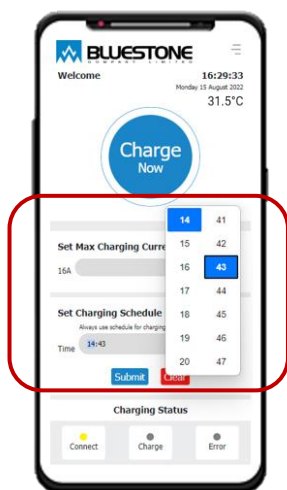 BLUESTONE
COMPANY LIMITED
Welcome
16:29:33
Monday 15 August 2022
31.5°C
Charge
Now
14 41
15 42
16 43
17 44
18 45
19 46
20 47
Set Max Charging Curre
16A
Set Charging Schedule
Always use schedule for charging
Time 14:43
Submit Clear
Charging Status
Connect Charge Error